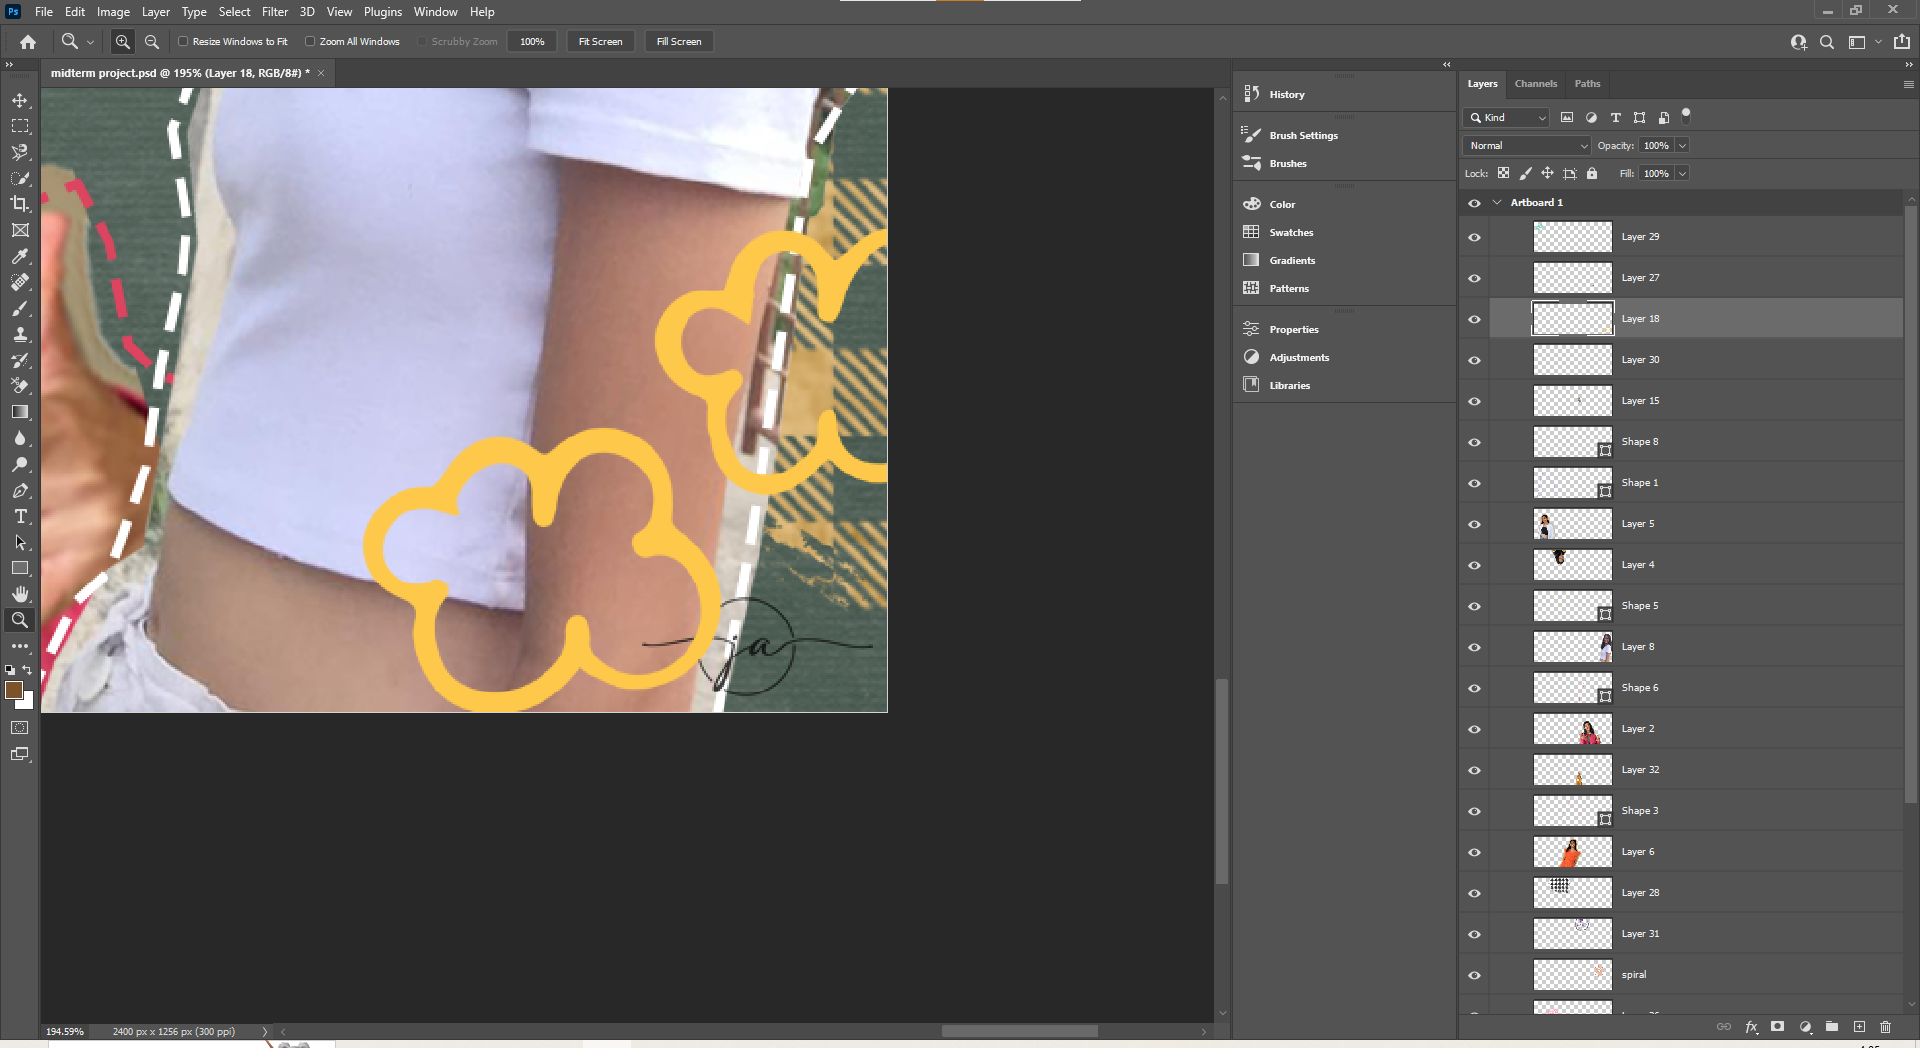 Ps File Edit Image Layer Type Select Filter 3D View Plugins Window Help
Resize Windows to Fit Zoom All Windows Scrubby Zoom 100% Fit Screen Fill Screen
midterm project.psd @ 195% (Layer 18, RGB/8#) * ×
ja
194.59% 2400 px x 1256 px (300 ppi)
History
Brush Settings
Brushes
Color
Swatches
Gradients
Patterns
Properties
Adjustments
Libraries
Layers Channels Paths
Kind
Normal Opacity: 100%
Lock: Fill: 100%
Artboard 1
Layer 29
Layer 27
Layer 18
Layer 30
Layer 15
Shape 8
Shape 1
Layer 5
Layer 4
Shape 5
Layer 8
Shape 6
Layer 2
Layer 32
Shape 3
Layer 6
Layer 28
Layer 31
spiral
fx